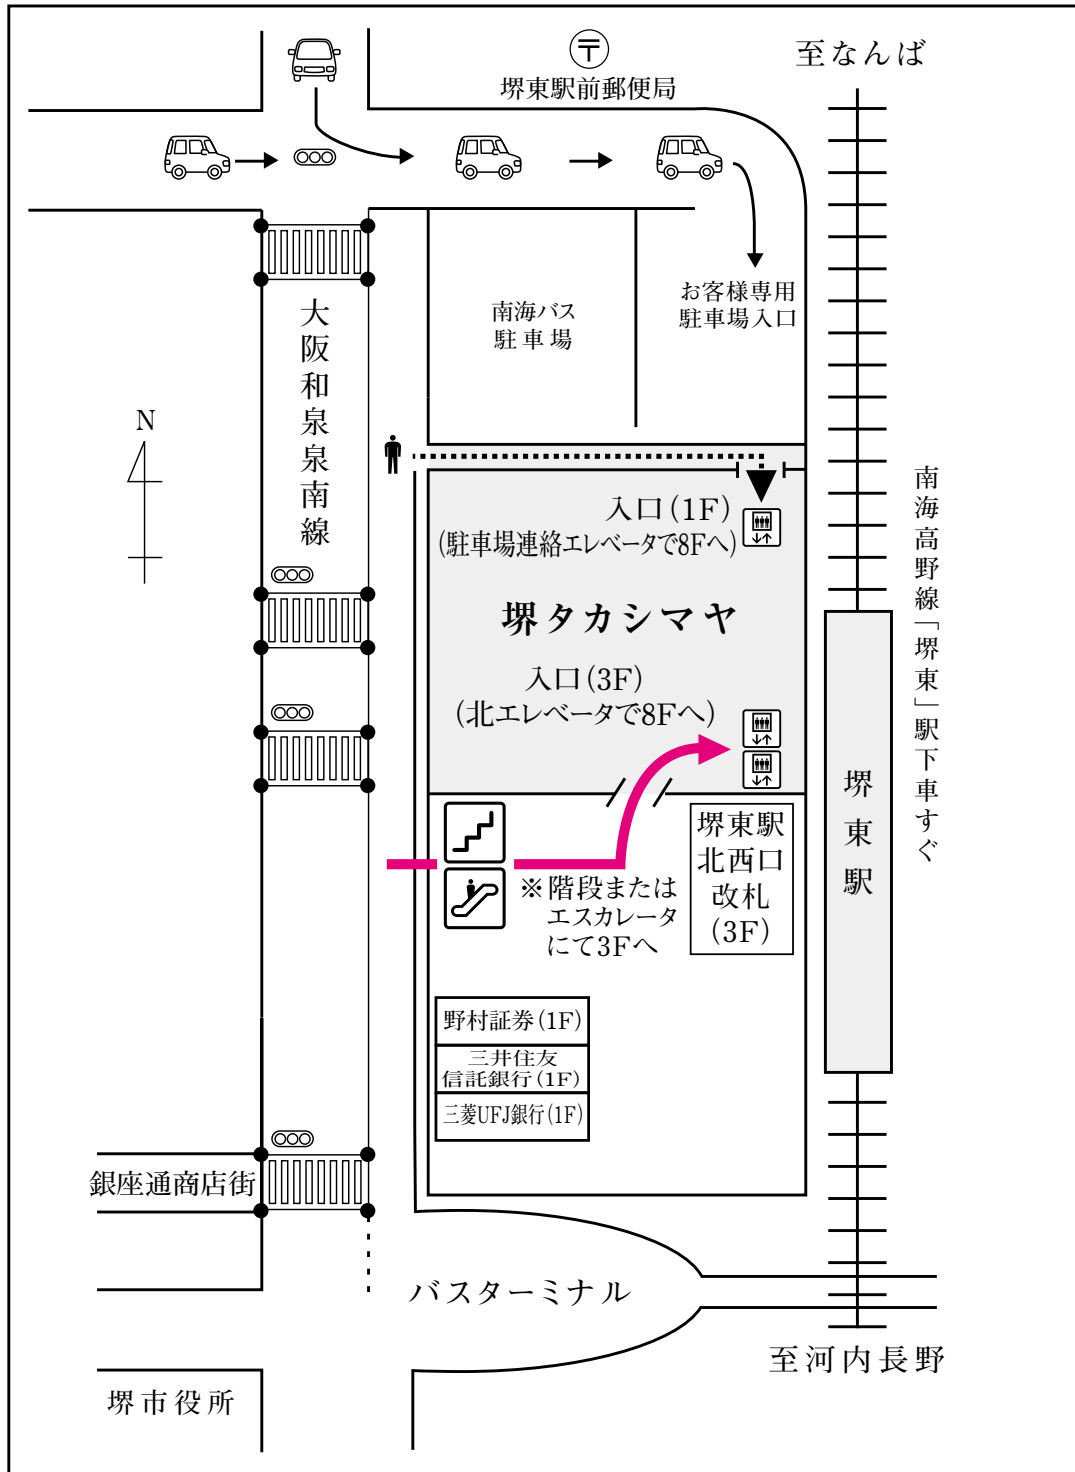 〒
堺東駅前郵便局
至なんば
お客様専用
駐車場入口
南海バス
駐車場
大阪和泉泉南線
N
入口(1F)
(駐車場連絡エレベータで8Fへ)
堺タカシマヤ
入口(3F)
(北エレベータで8Fへ)
南海高野線「堺東」駅下車すぐ
堺東駅
堺東駅
北西口
改札
(3F)
※階段または
エスカレータ
にて3Fへ
野村証券(1F)
三井住友
信託銀行(1F)
三菱UFJ銀行(1F)
銀座通商店街
バスターミナル
至河内長野
堺市役所